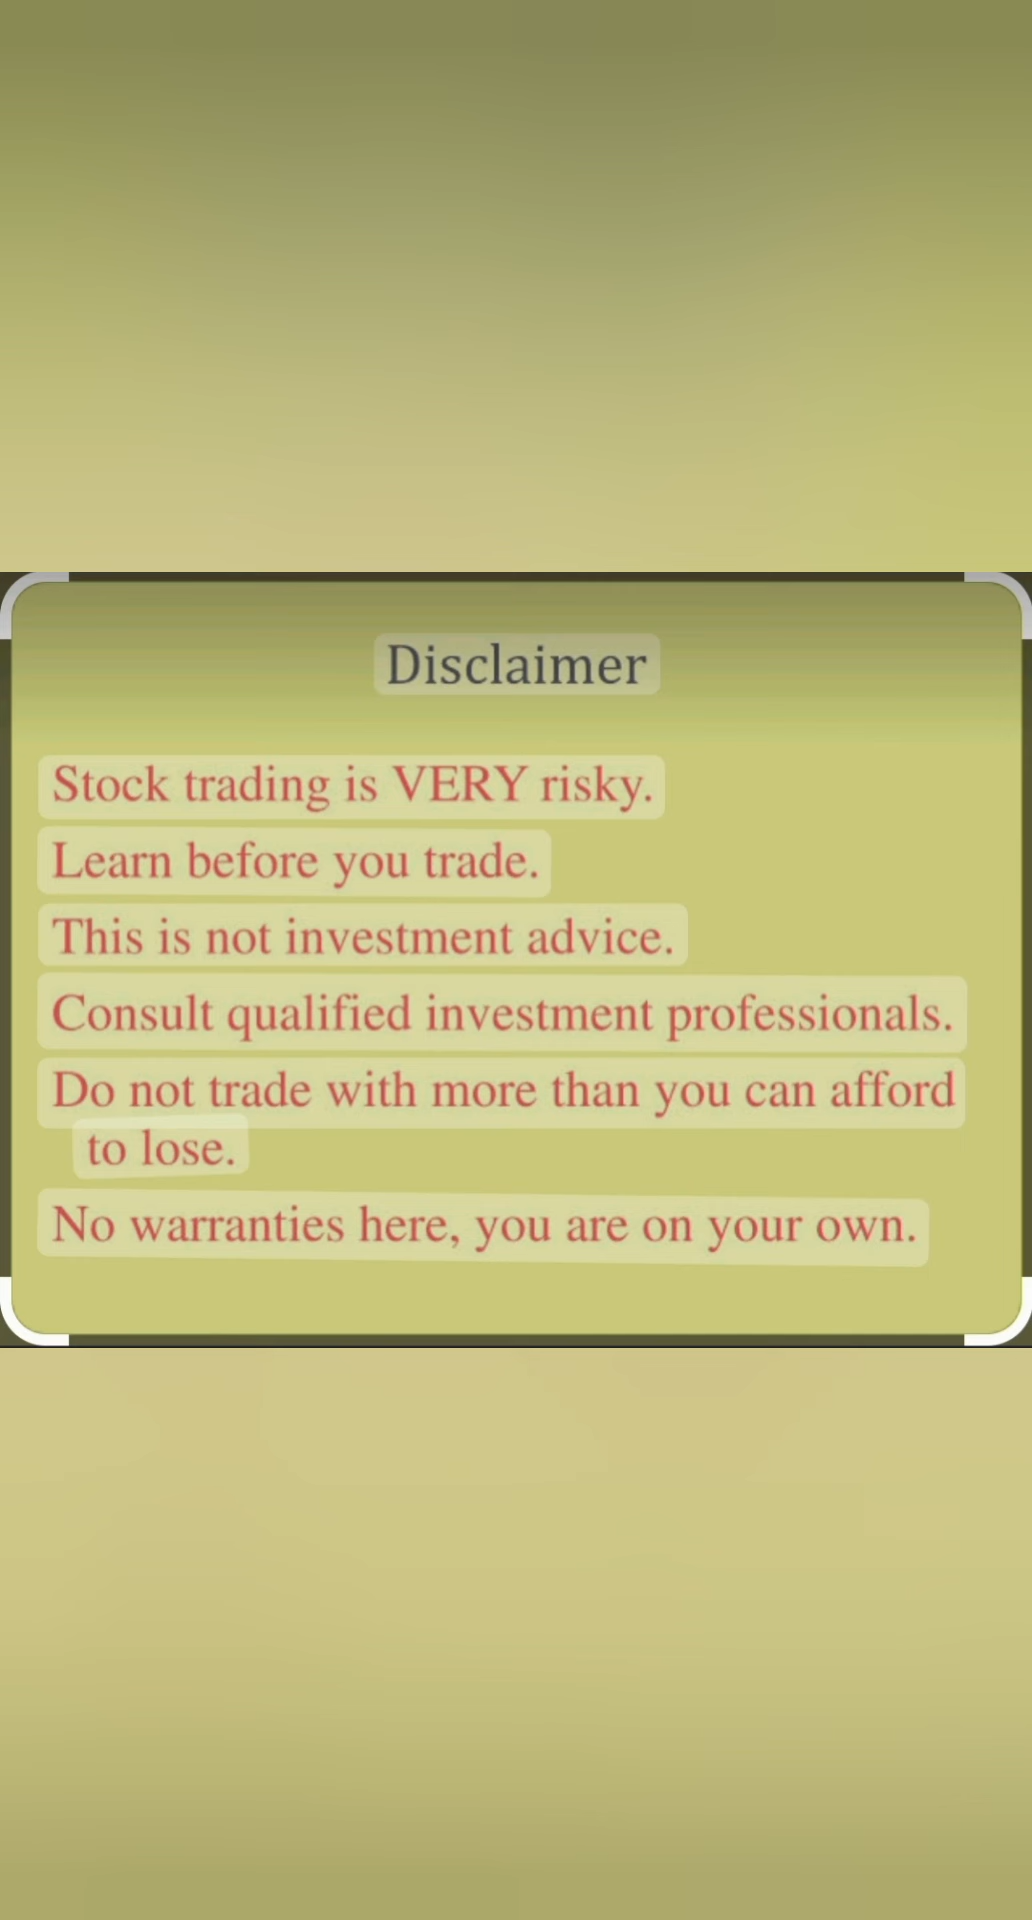 Disclaimer
Stock trading is VERY risky.
Learn before you trade.
This is not investment advice.
Consult qualified investment professionals.
Do not trade with more than you can afford
to lose.
No warranties here, you are on your own.